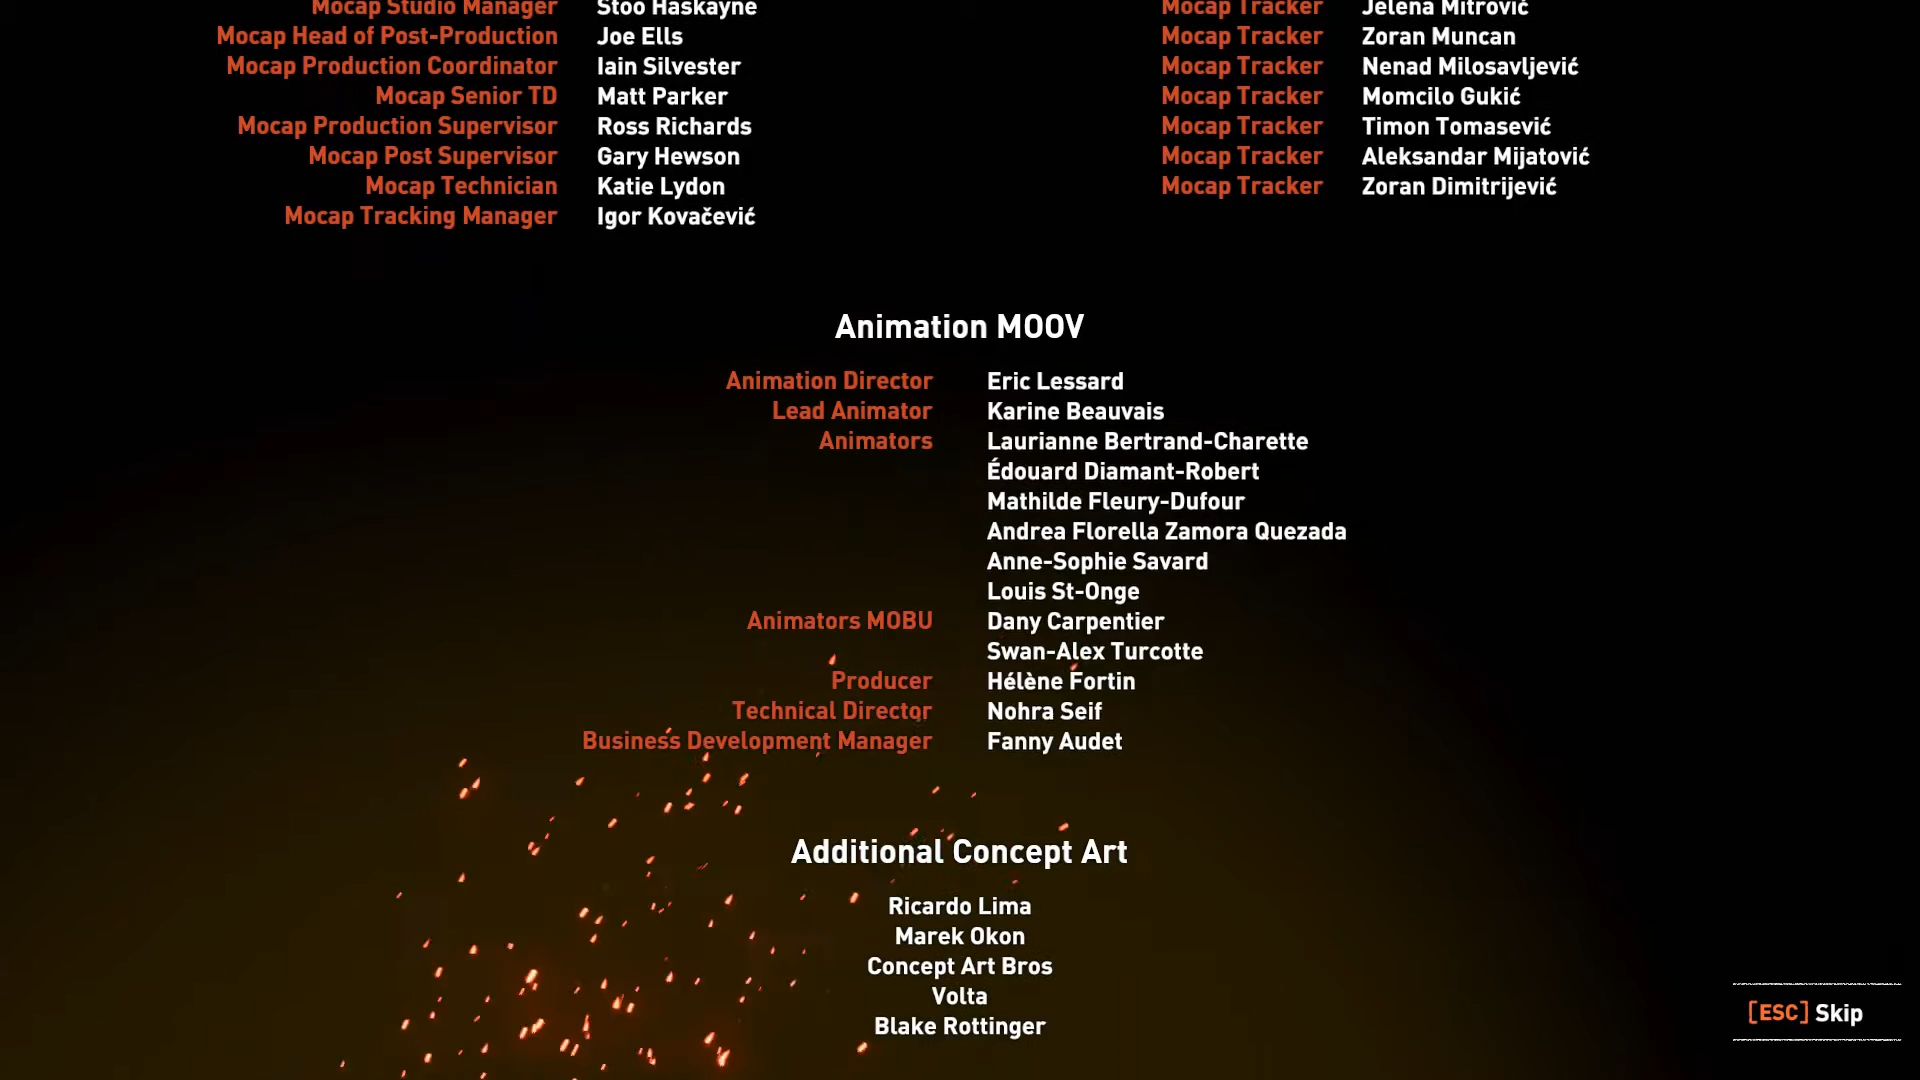 Mocap Studio Manager Stoo Haskayne
Mocap Head of Post-Production Joe Ells
Mocap Production Coordinator Iain Silvester
Mocap Senior TD Matt Parker
Mocap Production Supervisor Ross Richards
Mocap Post Supervisor Gary Hewson
Mocap Technician Katie Lydon
Mocap Tracking Manager Igor Kovačević
Mocap Tracker Jelena Mitrović
Mocap Tracker Zoran Muncan
Mocap Tracker Nenad Milosavljević
Mocap Tracker Momcilo Gukić
Mocap Tracker Timon Tomasević
Mocap Tracker Aleksandar Mijatović
Mocap Tracker Zoran Dimitrijević
Animation MOOV
Animation Director Eric Lessard
Lead Animator Karine Beauvais
Animators Laurianne Bertrand-Charette
Édouard Diamant-Robert
Mathilde Fleury-Dufour
Andrea Florella Zamora Quezada
Anne-Sophie Savard
Louis St-Onge
Animators MOBU Dany Carpentier
Swan-Alex Turcotte
Producer Hélène Fortin
Technical Director Nohra Seif
Business Development Manager Fanny Audet
Additional Concept Art
Ricardo Lima
Marek Okon
Concept Art Bros
Volta
Blake Rottinger
[ESC] Skip